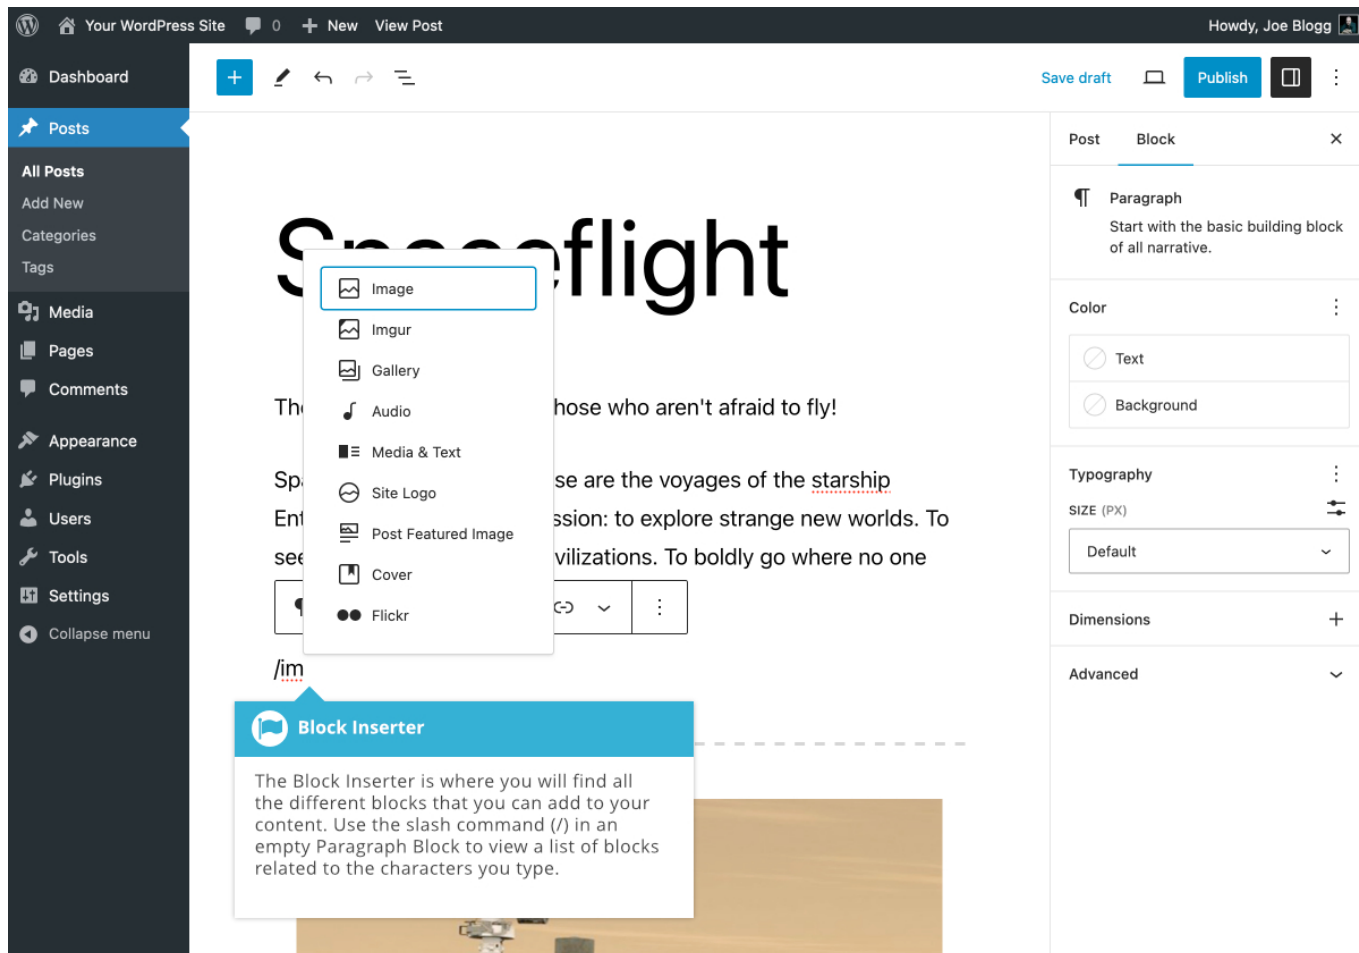 Your WordPress Site
0
New
View Post
Howdy, Joe Blogg
Dashboard
Posts
All Posts
Add New
Categories
Tags
Media
Pages
Comments
Appearance
Plugins
Users
Tools
Settings
Collapse menu
Save draft
Publish
flight
Image
Imgur
Gallery
Audio
Media & Text
Site Logo
Post Featured Image
Cover
Flickr
hose who aren't afraid to fly!
se are the voyages of the starship
ssion: to explore strange new worlds. To
see vilizations. To boldly go where no one
/im
Block Inserter
The Block Inserter is where you will find all
the different blocks that you can add to your
content. Use the slash command (/) in an
empty Paragraph Block to view a list of blocks
related to the characters you type.
Post
Block
Paragraph
Start with the basic building block
of all narrative.
Color
Text
Background
Typography
SIZE (PX)
Default
Dimensions
Advanced